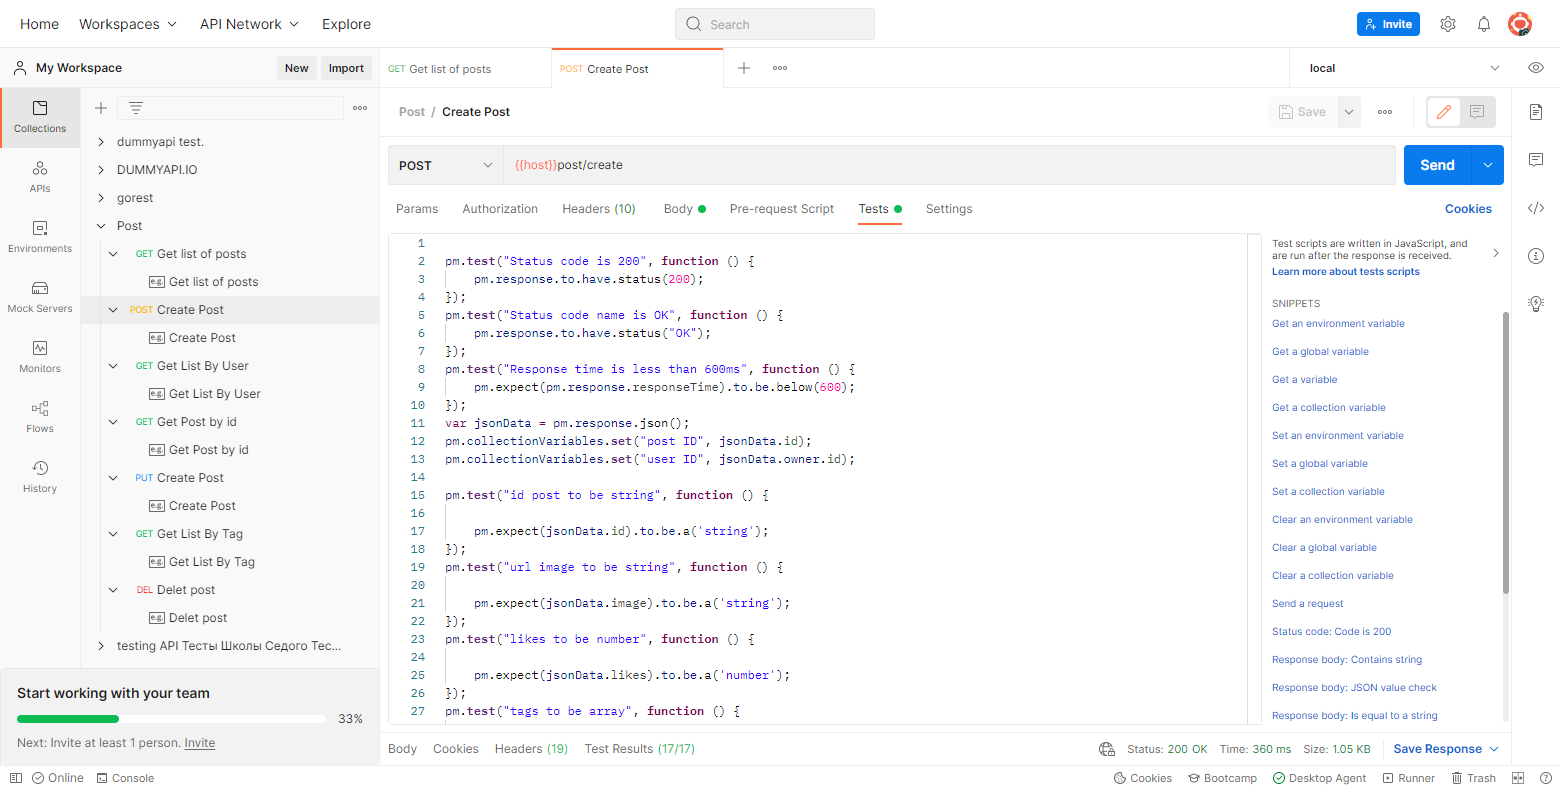 Home Workspaces API Network Explore Search Invite
My Workspace New Import GET Get list of posts POST Create Post local
Collections
APIs
Environments
Mock Servers
Monitors
Flows
History
dummyapi test.
DUMMYAPI.IO
gorest
Post
GET Get list of posts
e.g. Get list of posts
POST Create Post
e.g. Create Post
GET Get List By User
e.g. Get List By User
GET Get Post by id
e.g. Get Post by id
PUT Create Post
e.g. Create Post
GET Get List By Tag
e.g. Get List By Tag
DEL Delet post
e.g. Delet post
testing API Тесты Школы Седого Тес...
Start working with your team
33%
Next: Invite at least 1 person. Invite
Post / Create Post Save
POST {{host}}post/create Send
Params Authorization Headers (10) Body Pre-request Script Tests Settings Cookies
1
2 pm.test("Status code is 200", function () {
3 pm.response.to.have.status(200);
4 });
5 pm.test("Status code name is OK", function () {
6 pm.response.to.have.status("OK");
7 });
8 pm.test("Response time is less than 600ms", function () {
9 pm.expect(pm.response.responseTime).to.be.below(600);
10 });
11 var jsonData = pm.response.json();
12 pm.collectionVariables.set("post ID", jsonData.id);
13 pm.collectionVariables.set("user ID", jsonData.owner.id);
14
15 pm.test("id post to be string", function () {
16
17 pm.expect(jsonData.id).to.be.a('string');
18 });
19 pm.test("url image to be string", function () {
20
21 pm.expect(jsonData.image).to.be.a('string');
22 });
23 pm.test("likes to be number", function () {
24
25 pm.expect(jsonData.likes).to.be.a('number');
26 });
27 pm.test("tags to be array", function () {
Test scripts are written in JavaScript, and
are run after the response is received.
Learn more about tests scripts
SNIPPETS
Get an environment variable
Get a global variable
Get a variable
Get a collection variable
Set an environment variable
Set a global variable
Set a collection variable
Clear an environment variable
Clear a global variable
Clear a collection variable
Send a request
Status code: Code is 200
Response body: Contains string
Response body: JSON value check
Response body: Is equal to a string
Body Cookies Headers (19) Test Results (17/17) Status: 200 OK Time: 360 ms Size: 1.05 KB Save Response
Online Console Cookies Bootcamp Desktop Agent Runner Trash